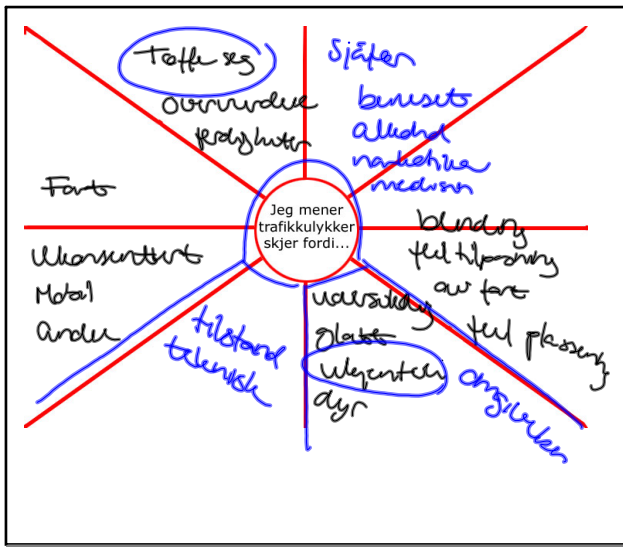 Tøffe seg
overvurdere
ferdigheter
Sjåfør
beruset
alkohol
narkotika
medisin
Fart
Jeg mener
trafikkulykker
skjer fordi...
blending
feil tilpasning
av fart
feil plassering
Ukonsentrert
Mobil
andre
tilstand
teknisk
uoversiktlig
glatt
dyr
omgivelser